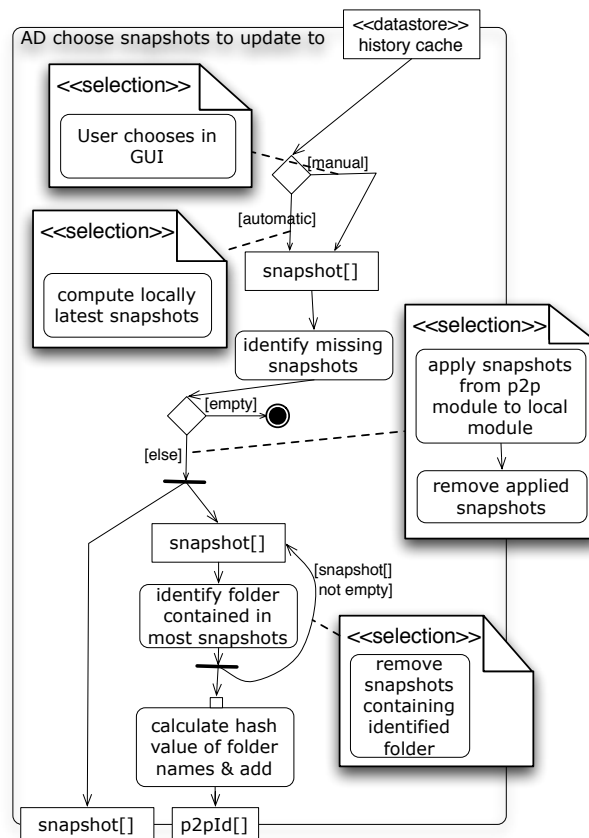 AD choose snapshots to update to
<<datastore>>
history cache
<<selection>>
User chooses in
GUI
[manual]
[automatic]
<<selection>>
compute locally
latest snapshots
snapshot[]
identify missing
snapshots
<<selection>>
apply snapshots
from p2p
module to local
module
remove applied
snapshots
[empty]
[else]
snapshot[]
[snapshot[]
not empty]
identify folder
contained in
most snapshots
<<selection>>
remove
snapshots
containing
identified
folder
calculate hash
value of folder
names & add
snapshot[]
p2pId[]